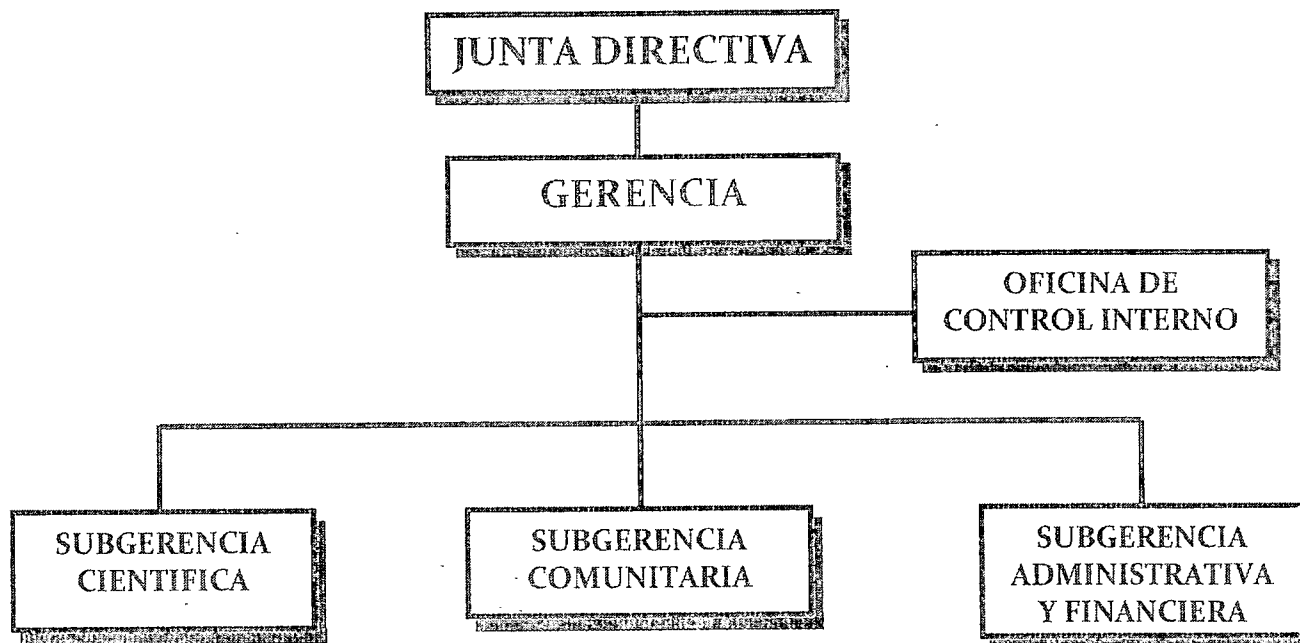 JUNTA DIRECTIVA
GERENCIA
OFICINA DE
CONTROL INTERNO
SUBGERENCIA
CIENTIFICA
SUBGERENCIA
COMUNITARIA
SUBGERENCIA
ADMINISTRATIVA
Y FINANCIERA